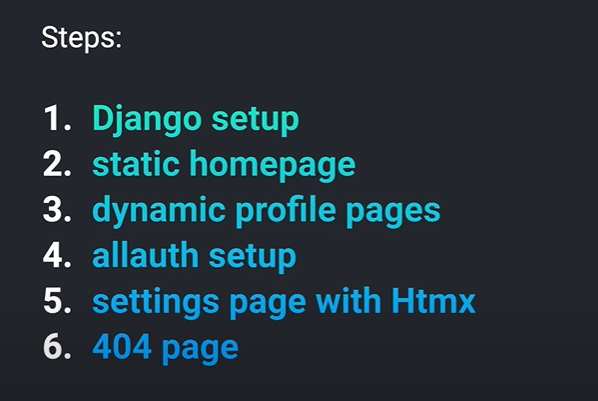 Steps:
1. Django setup
2. static homepage
3. dynamic profile pages
4. allauth setup
5. settings page with Htmx
6. 404 page